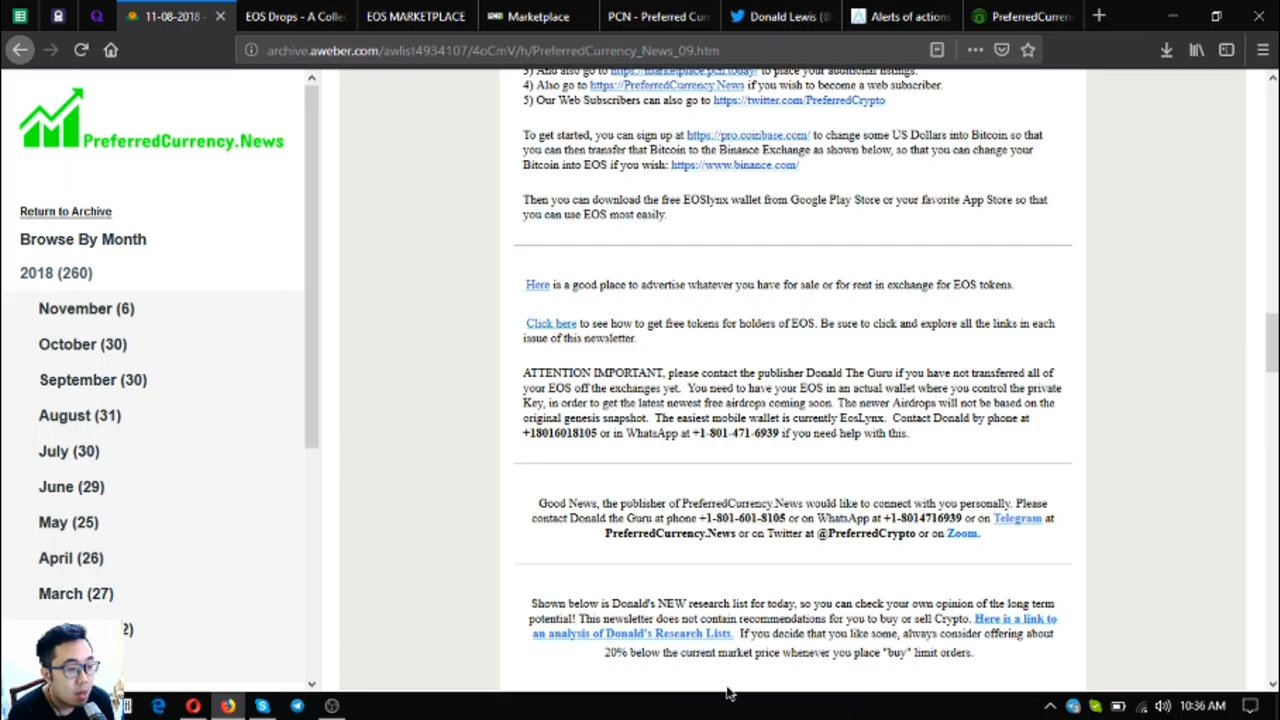 11-08-2018 -
EOS Drops - A Collec
EOS MARKETPLACE
Marketplace
PCN - Preferred Curr
Donald Lewis (@
Alerts of actions
PreferredCurren
archive.aweber.com/awlist4934107/4oCmV/h/PreferredCurrency_News_09.htm
PreferredCurrency.News
Return to Archive
Browse By Month
2018 (260)
November (6)
October (30)
September (30)
August (31)
July (30)
June (29)
May (25)
April (26)
March (27)
2)
3) And also go to https://marketplace.pcn.today/ to place your additional listings.
4) Also go to https://PreferredCurrency.News if you wish to become a web subscriber.
5) Our Web Subscribers can also go to https://twitter.com/PreferredCrypto
To get started, you can sign up at https://pro.coinbase.com/ to change some US Dollars into Bitcoin so that
you can then transfer that Bitcoin to the Binance Exchange as shown below, so that you can change your
Bitcoin into EOS if you wish: https://www.binance.com/
Then you can download the free EOSlynx wallet from Google Play Store or your favorite App Store so that
you can use EOS most easily.
Here is a good place to advertise whatever you have for sale or for rent in exchange for EOS tokens.
Click here to see how to get free tokens for holders of EOS. Be sure to click and explore all the links in each
issue of this newsletter.
ATTENTION IMPORTANT, please contact the publisher Donald The Guru if you have not transferred all of
your EOS off the exchanges yet. You need to have your EOS in an actual wallet where you control the private
Key, in order to get the latest newest free airdrops coming soon. The newer Airdrops will not be based on the
original genesis snapshot. The easiest mobile wallet is currently EosLynx. Contact Donald by phone at
+18016018105 or in WhatsApp at +1-801-471-6939 if you need help with this.
Good News, the publisher of PreferredCurrency.News would like to connect with you personally. Please
contact Donald the Guru at phone +1-801-601-8105 or on WhatsApp at +1-8014716939 or on Telegram at
PreferredCurrency.News or on Twitter at @PreferredCrypto or on Zoom.
Shown below is Donald's NEW research list for today, so you can check your own opinion of the long term
potential! This newsletter does not contain recommendations for you to buy or sell Crypto. Here is a link to
an analysis of Donald's Research Lists. If you decide that you like some, always consider offering about
20% below the current market price whenever you place "buy" limit orders.
10:36 AM